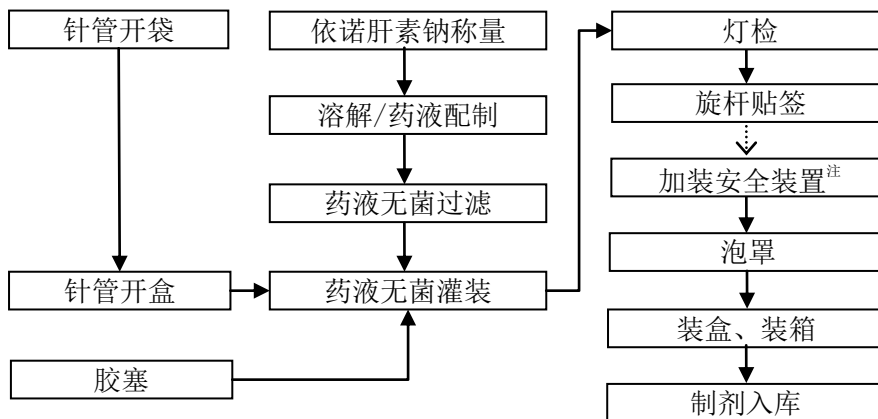 针管开袋
依诺肝素钠称量
溶解/药液配制
药液无菌过滤
针管开盒
药液无菌灌装
胶塞
灯检
旋杆贴签
加装安全装置注
泡罩
装盒、装箱
制剂入库